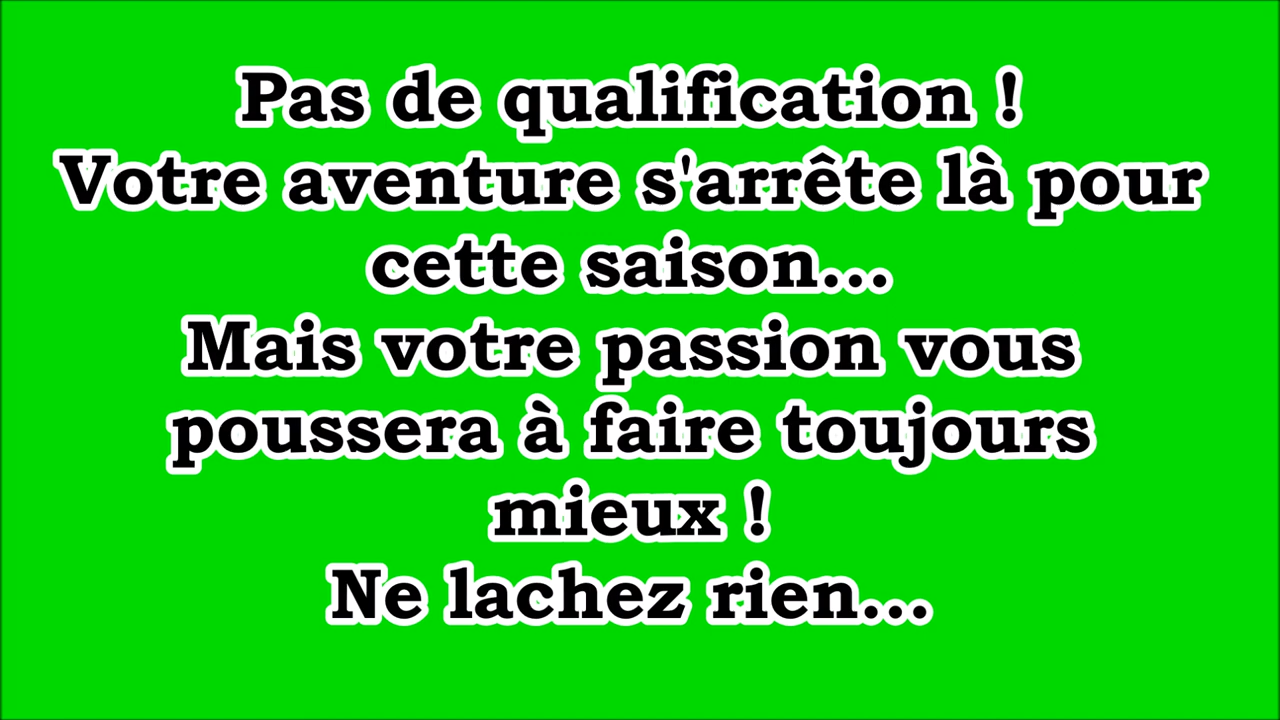 Pas de qualification !
Votre aventure s'arrête là pour
cette saison...
Mais votre passion vous
poussera à faire toujours
mieux !
Ne lachez rien...